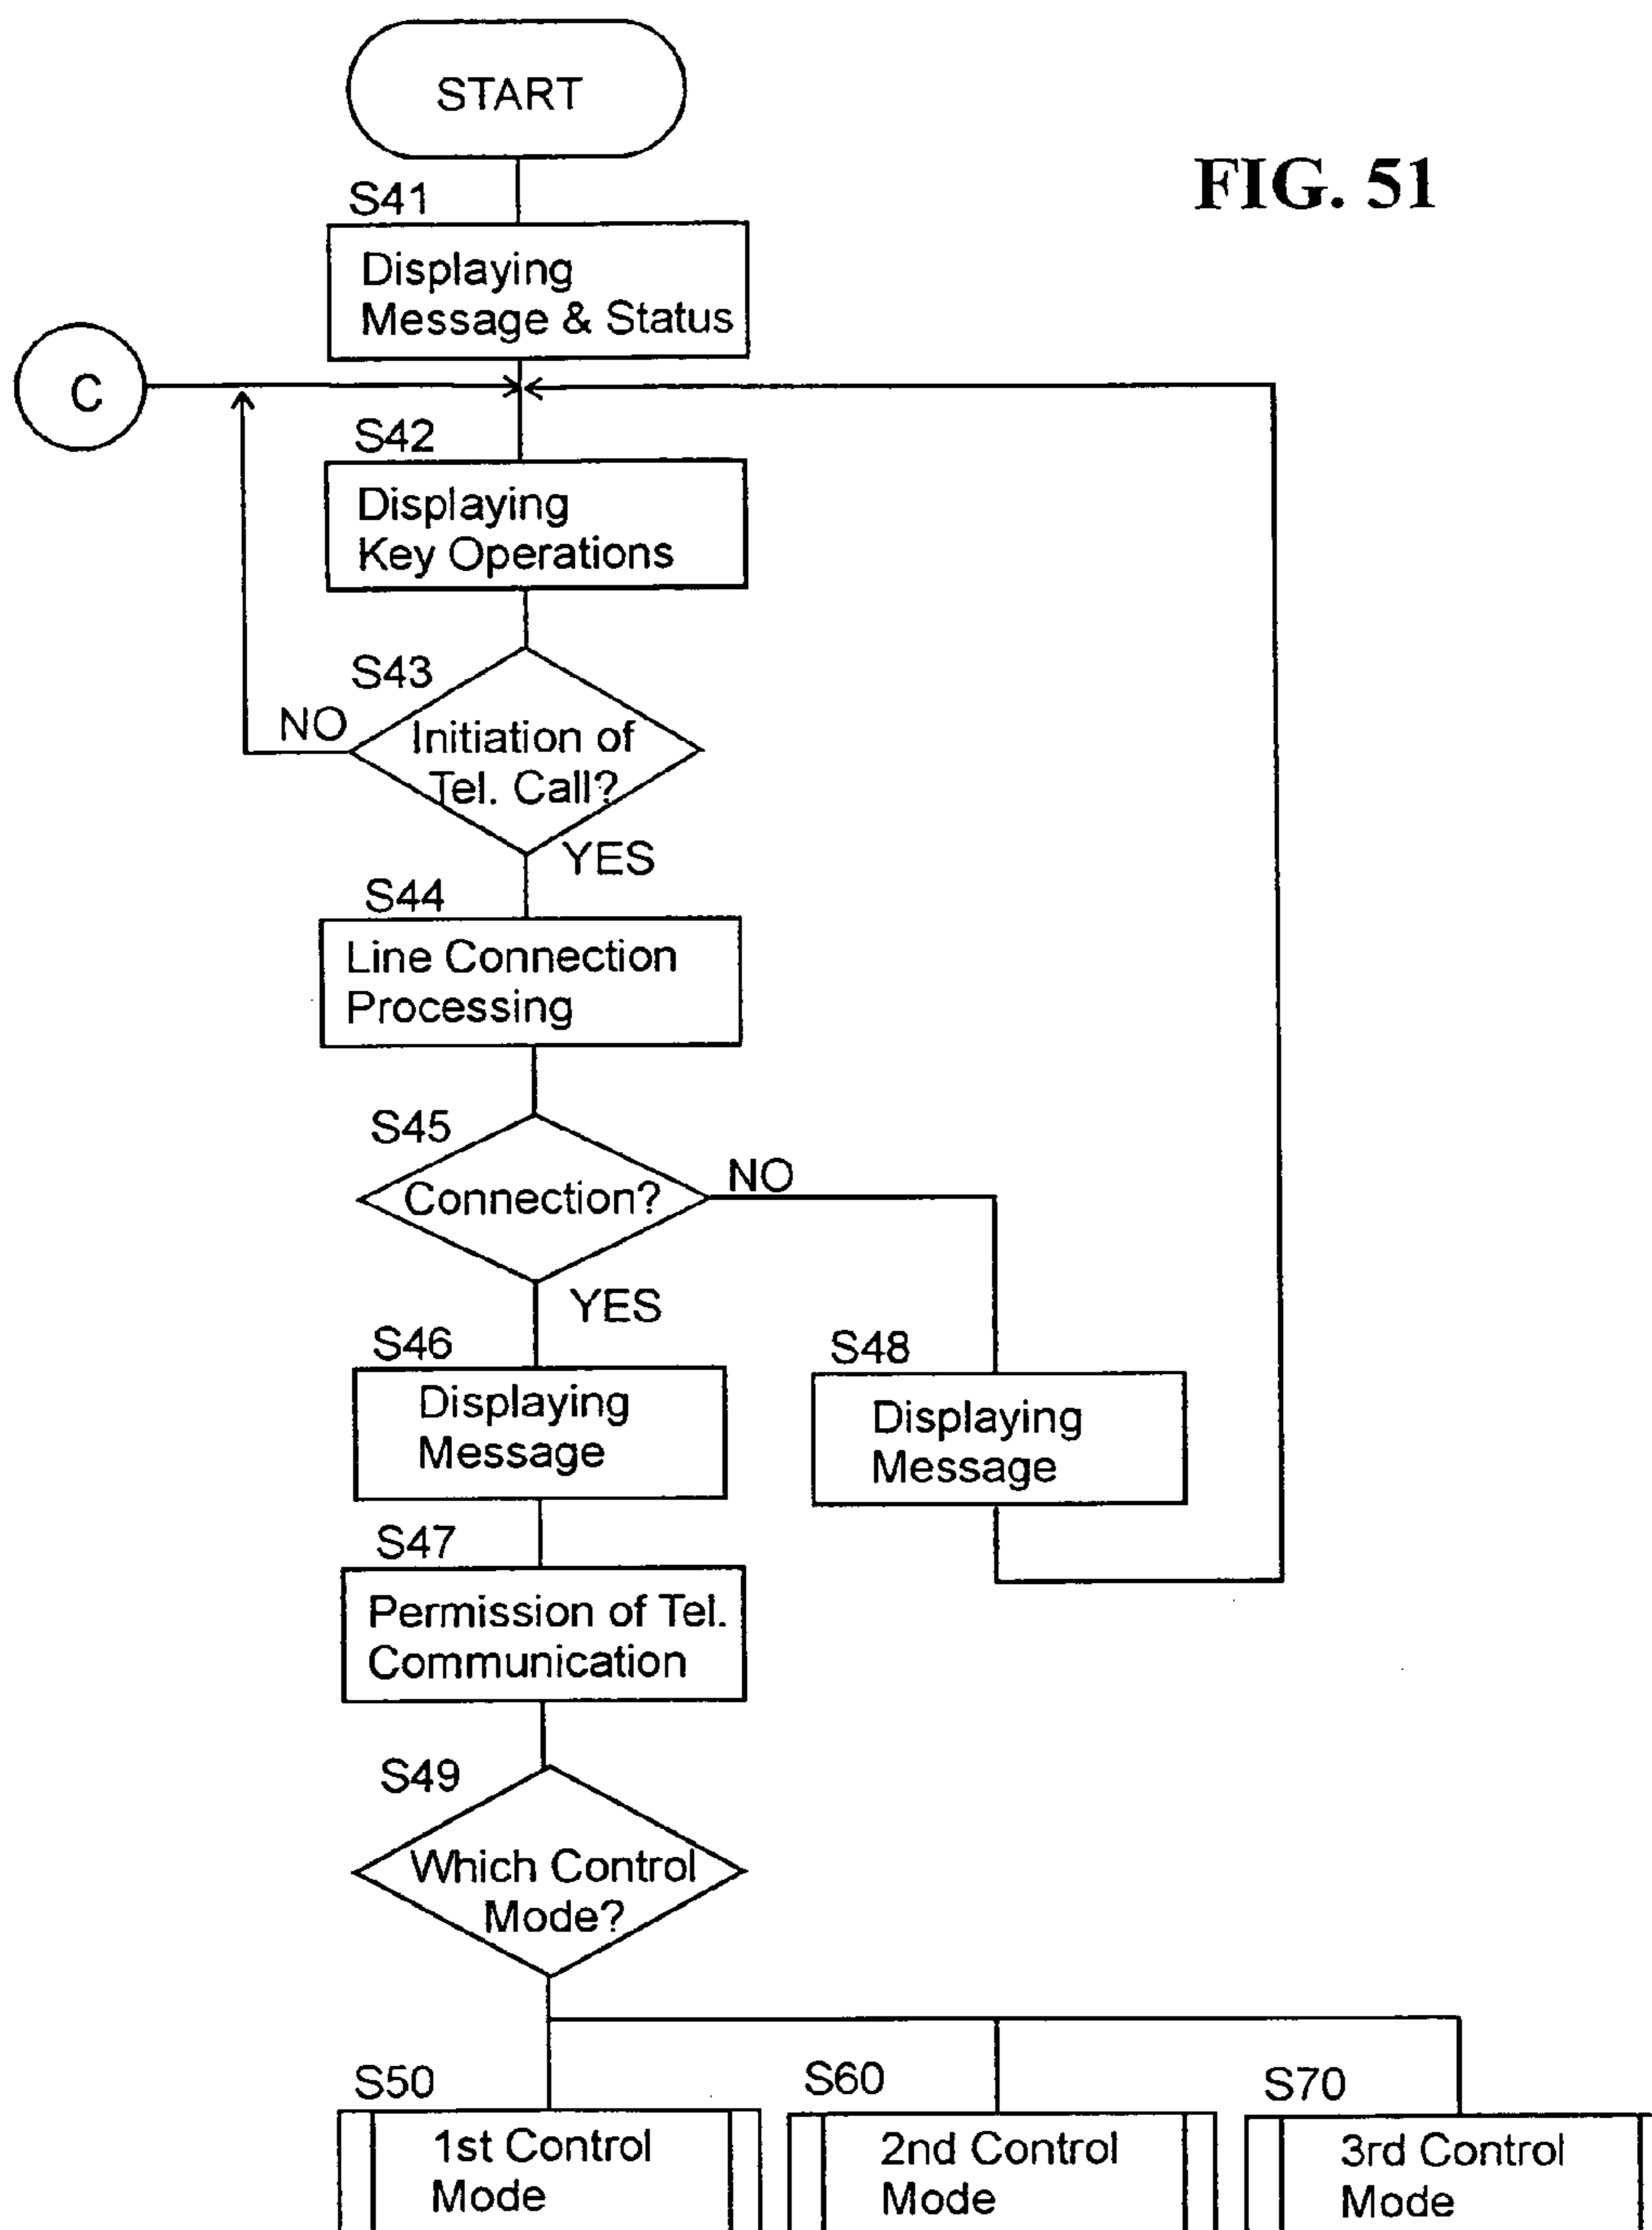 START
FIG. 51
S41
Displaying
Message & Status
C
S42
Displaying
Key Operations
S43
NO
Initiation of
Tel. Call?
YES
S44
Line Connection
Processing
S45
NO
Connection?
YES
S46
Displaying
Message
S48
Displaying
Message
S47
Permission of Tel.
Communication
S49
Which Control
Mode?
S50
1st Control
Mode
S60
2nd Control
Mode
S70
3rd Control
Mode